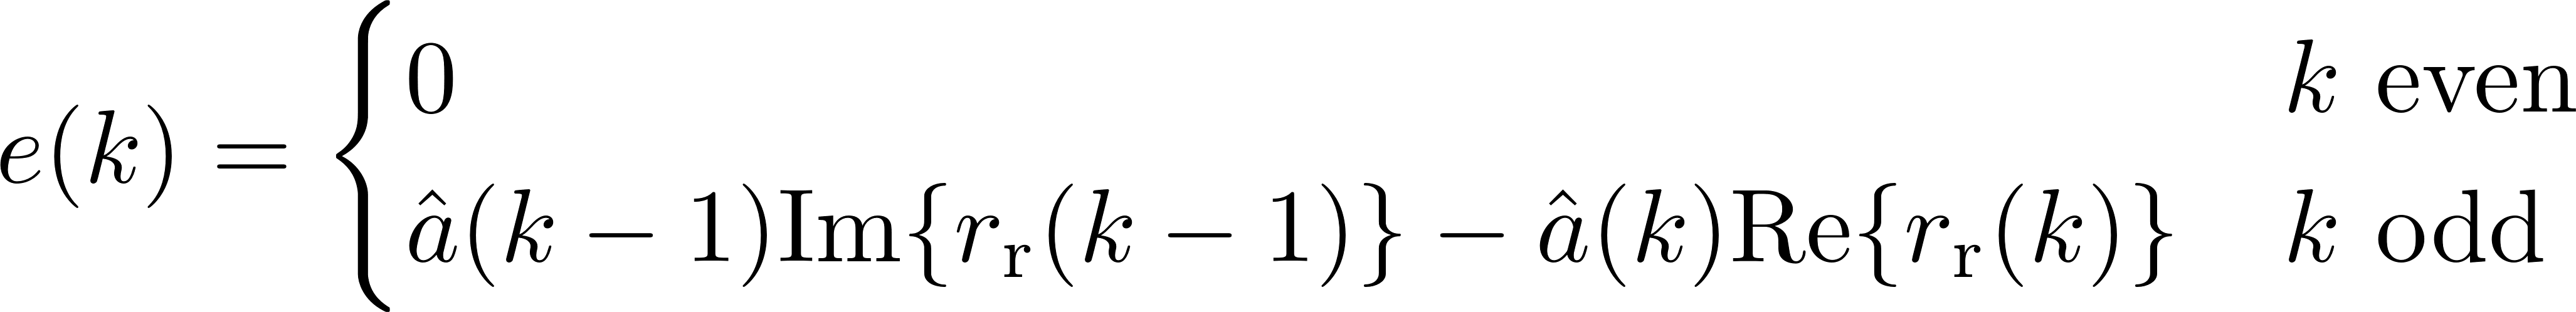 e(k) = { 0 k even
â(k − 1)Im{r_r(k − 1)} − â(k)Re{r_r(k)} k odd